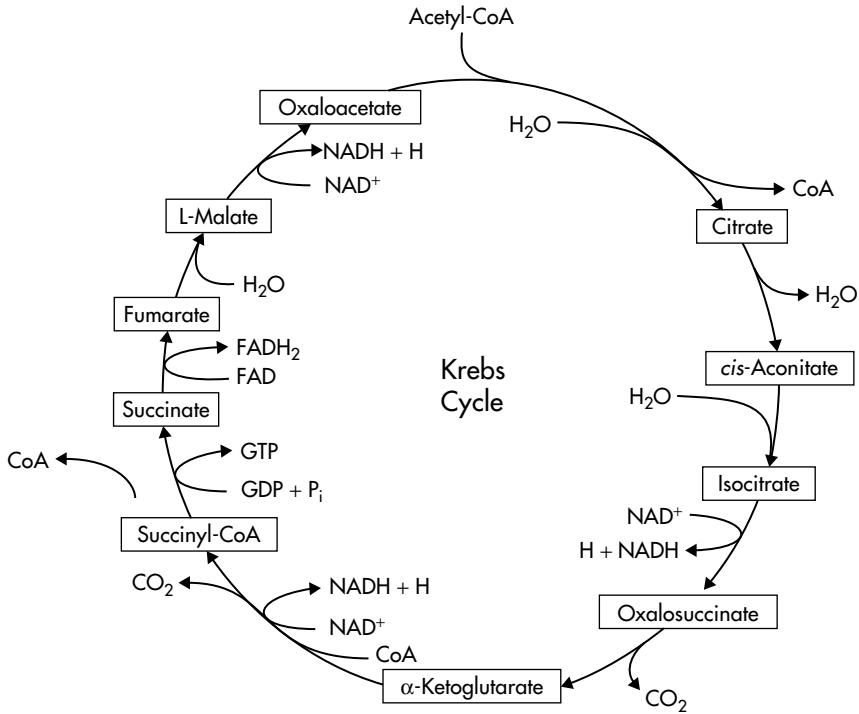 Acetyl-CoA
Oxaloacetate
H₂O
NADH + H
NAD⁺
CoA
L-Malate
Citrate
H₂O
H₂O
Fumarate
FADH₂
FAD
Krebs
Cycle
cis-Aconitate
H₂O
Succinate
CoA
GTP
GDP + Pᵢ
Isocitrate
NAD⁺
H + NADH
Succinyl-CoA
CO₂
NADH + H
NAD⁺
CoA
Oxalosuccinate
α-Ketoglutarate
CO₂